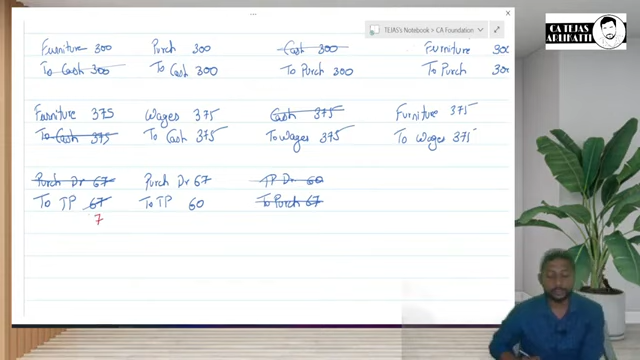 TEJAS's Notebook > CA Foundation
CA TEJAS
ARLIKATTI
Furniture 300 Purch 300 Cash 300 Furniture 300
To Cash 300 To Cash 300 To Purch 300 To Purch 300
Farniture 375 Wages 375 Cash 375 Furniture 375
To Cash 375 To Cash 375 To Wages 375 To Wages 375
Purch Dr 67 Purch Dr 67 TP Dr 60
To TP 67 To TP 60 To Purch 67
7